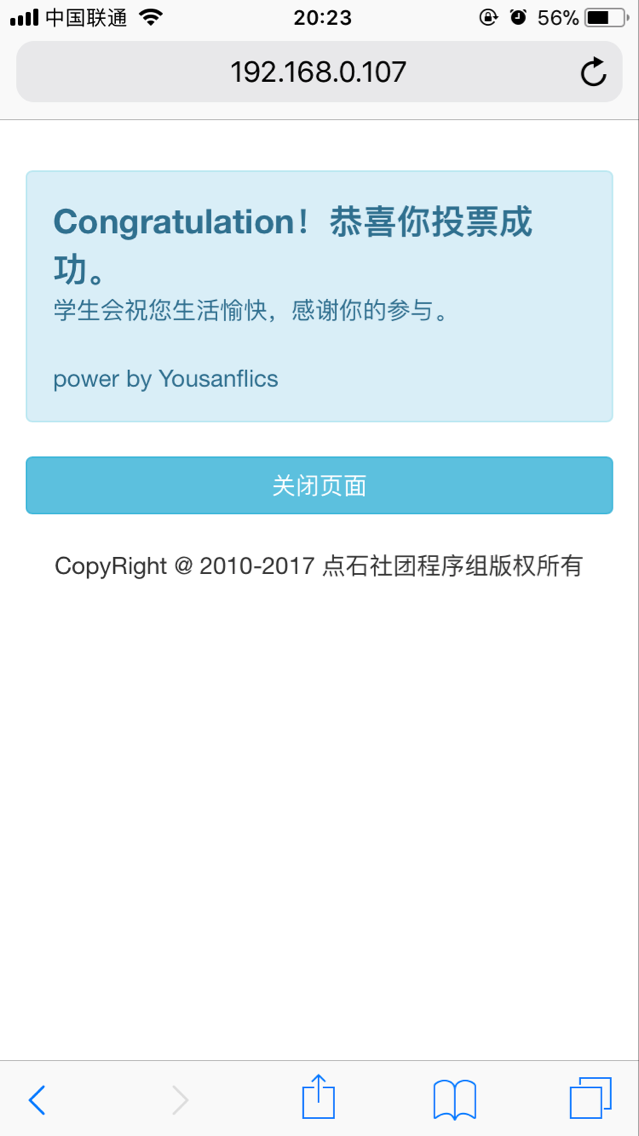 中国联通 20:23 56%
192.168.0.107
Congratulation！恭喜你投票成
功。
学生会祝您生活愉快，感谢你的参与。
power by Yousanflics
关闭页面
CopyRight @ 2010-2017 点石社团程序组版权所有